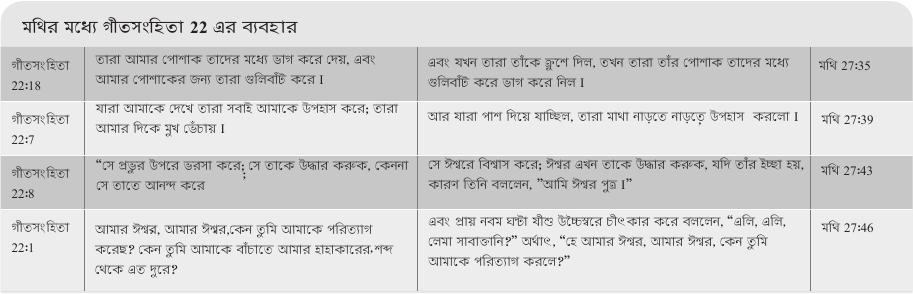 মথির মধ্যে গীতসংহিতা 22 এর ব্যবহার
গীতসংহিতা
22:18
তারা আমার পোশাক তাদের মধ্যে ভাগ করে দেয়, এবং
আমার পোশাকের জন্য তারা গুলিবাঁট করে I
এবং যখন তারা তাঁকে ক্রুশে দিল, তখন তারা তাঁর পোশাক তাদের মধ্যে
গুলিবাঁট করে ভাগ করে নিল I
মথি 27:35
গীতসংহিতা
22:7
যারা আমাকে দেখে তারা সবাই আমাকে উপহাস করে; তারা
আমার দিকে মুখ ভেঁচায় I
আর যারা পাশ দিয়ে যাচ্ছিল, তারা মাথা নাড়তে নাড়তে উপহাস করলো I
মথি 27:39
গীতসংহিতা
22:8
“সে প্রভুর উপরে ভরসা করে; সে তাকে উদ্ধার করুক, কেননা
সে তাতে আনন্দ করে
সে ঈশ্বরে বিশ্বাস করে; ঈশ্বর এখন তাকে উদ্ধার করুক, যদি তাঁর ইচ্ছা হয়,
কারণ তিনি বললেন, ”আমি ঈশ্বর পুত্র I”
মথি 27:43
গীতসংহিতা
22:1
আমার ঈশ্বর, আমার ঈশ্বর,কেন তুমি আমাকে পরিত্যাগ
করেছ? কেন তুমি আমাকে বাঁচাতে আমার হাহাকারের,শব্দ
থেকে এত দুরে?
এবং প্রায় নবম ঘন্টা যীশু উচ্চৈস্বরে চীৎকার করে বললেন, “এলি, এলি,
লেমা সাবাক্তানি?” অর্থাৎ, “হে আমার ঈশ্বর, আমার ঈশ্বর, কেন তুমি
আমাকে পরিত্যাগ করলে?”
মথি 27:46